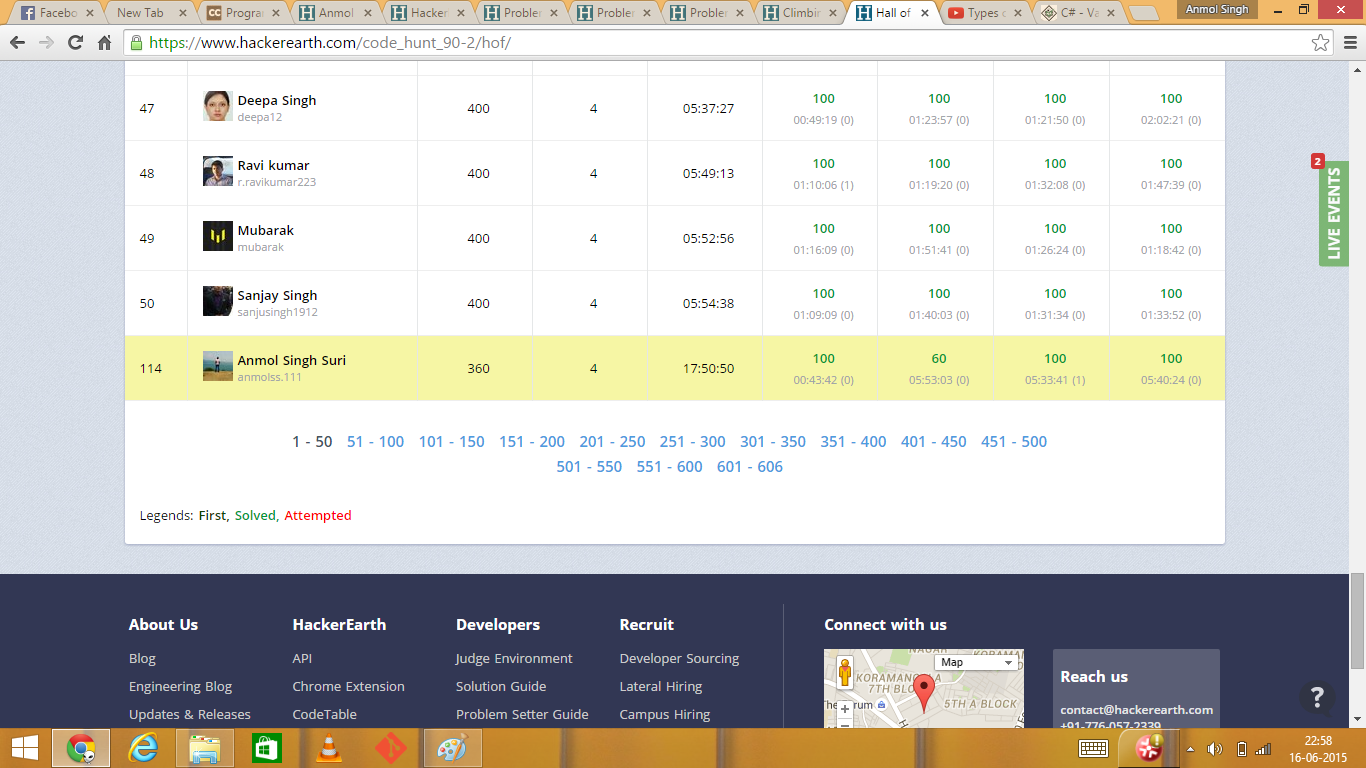 Facebo
New Tab
Progran
Anmol
Hacker
Problem
Problem
Problem
Climbin
Hall of
Types o
C# - Va
Anmol Singh
https://www.hackerearth.com/code_hunt_90-2/hof/
47 Deepa Singh 400 4 05:37:27 100 100 100 100
deepa12 00:49:19 (0) 01:23:57 (0) 01:21:50 (0) 02:02:21 (0)
48 Ravi kumar 400 4 05:49:13 100 100 100 100
r.ravikumar223 01:10:06 (1) 01:19:20 (0) 01:32:08 (0) 01:47:39 (0)
49 Mubarak 400 4 05:52:56 100 100 100 100
mubarak 01:16:09 (0) 01:51:41 (0) 01:26:24 (0) 01:18:42 (0)
50 Sanjay Singh 400 4 05:54:38 100 100 100 100
sanjusingh1912 01:09:09 (0) 01:40:03 (0) 01:31:34 (0) 01:33:52 (0)
114 Anmol Singh Suri 360 4 17:50:50 100 60 100 100
anmolss.111 00:43:42 (0) 05:53:03 (0) 05:33:41 (1) 05:40:24 (0)
2
LIVE EVENTS
1 - 50 51 - 100 101 - 150 151 - 200 201 - 250 251 - 300 301 - 350 351 - 400 401 - 450 451 - 500
501 - 550 551 - 600 601 - 606
Legends: First, Solved, Attempted
About Us
Blog
Engineering Blog
Updates & Releases
HackerEarth
API
Chrome Extension
CodeTable
Developers
Judge Environment
Solution Guide
Problem Setter Guide
Recruit
Developer Sourcing
Lateral Hiring
Campus Hiring
Connect with us
Map
7TH BLO
5TH A BLOCK
Reach us
contact@hackerearth.com
+91-776-057-2339
?
22:58
16-06-2015